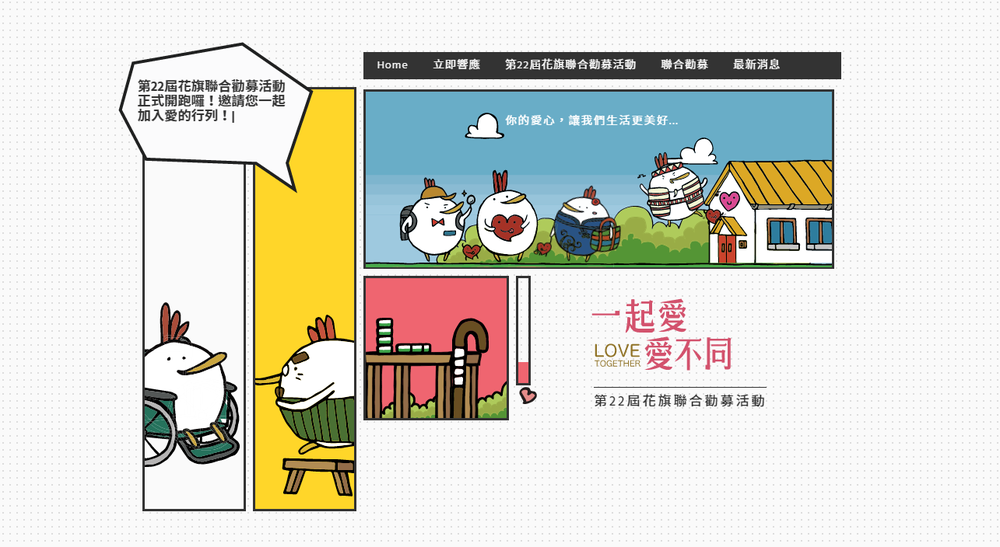 第22屆花旗聯合勸募活動
正式開跑囉！邀請您一起
加入愛的行列！|
Home 立即響應 第22屆花旗聯合勸募活動 聯合勸募 最新消息
你的愛心，讓我們生活更美好...
一起愛
LOVE
TOGETHER
愛不同
第22屆花旗聯合勸募活動